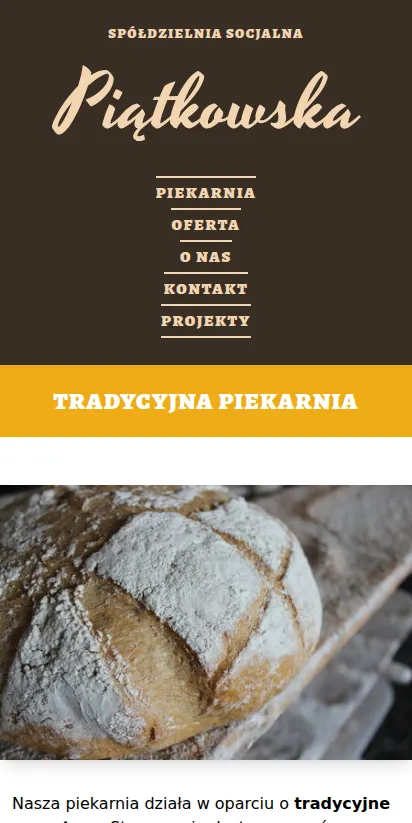 SPÓŁDZIELNIA SOCJALNA
Piątkowska
PIEKARNIA
OFERTA
O NAS
KONTAKT
PROJEKTY
TRADYCYJNA PIEKARNIA
Nasza piekarnia działa w oparciu o tradycyjne